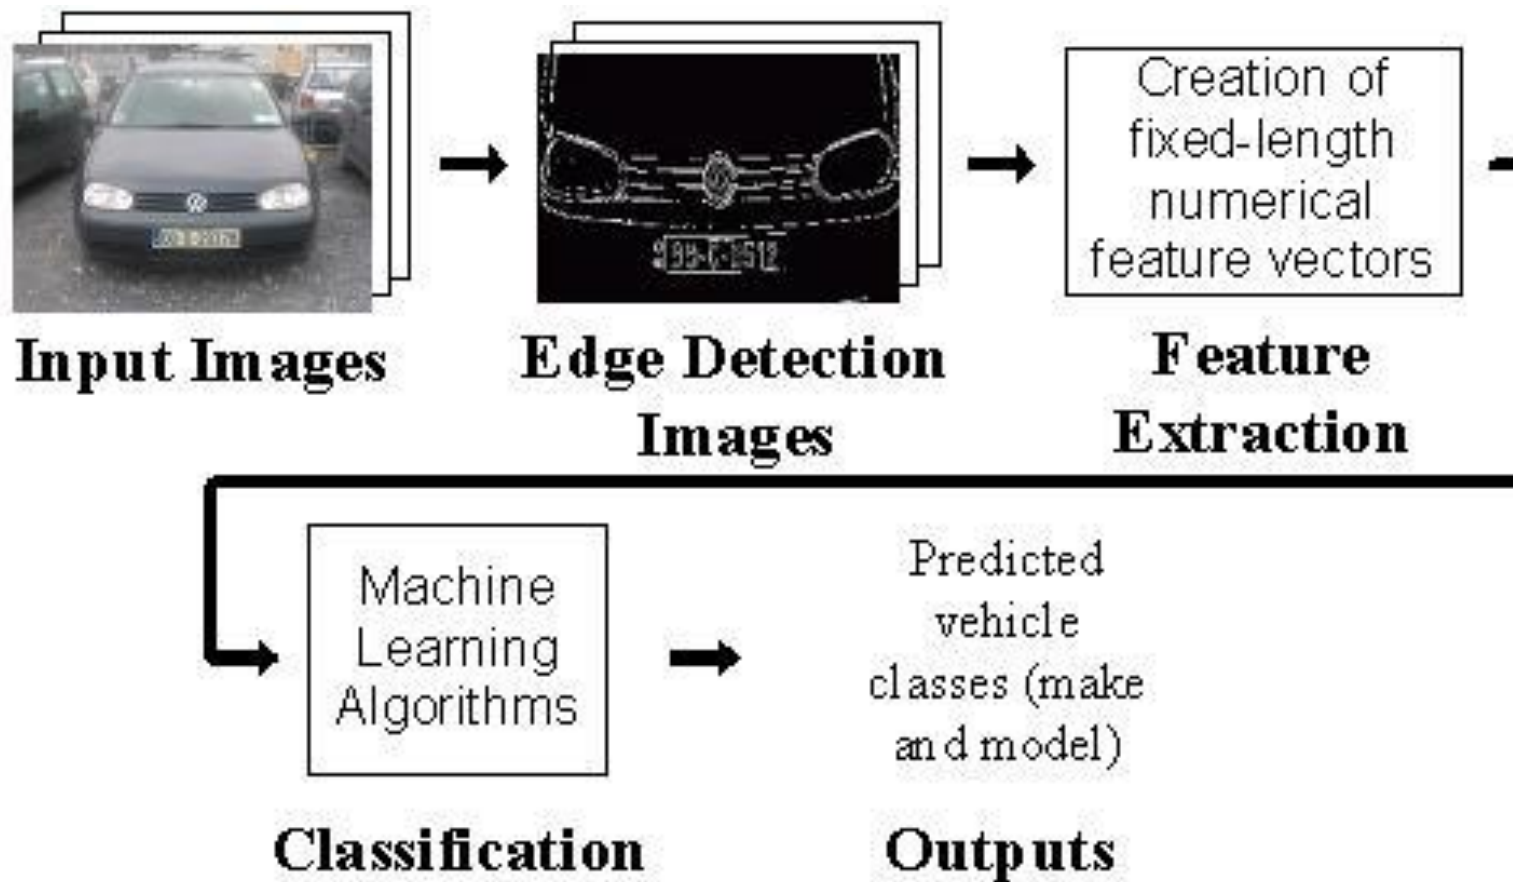 Creation of
fixed-length
numerical
feature vectors
Input Images
Edge Detection
Images
Feature
Extraction
Machine
Learning
Algorithms
Predicted
vehicle
classes (make
and model)
Classification
Outputs